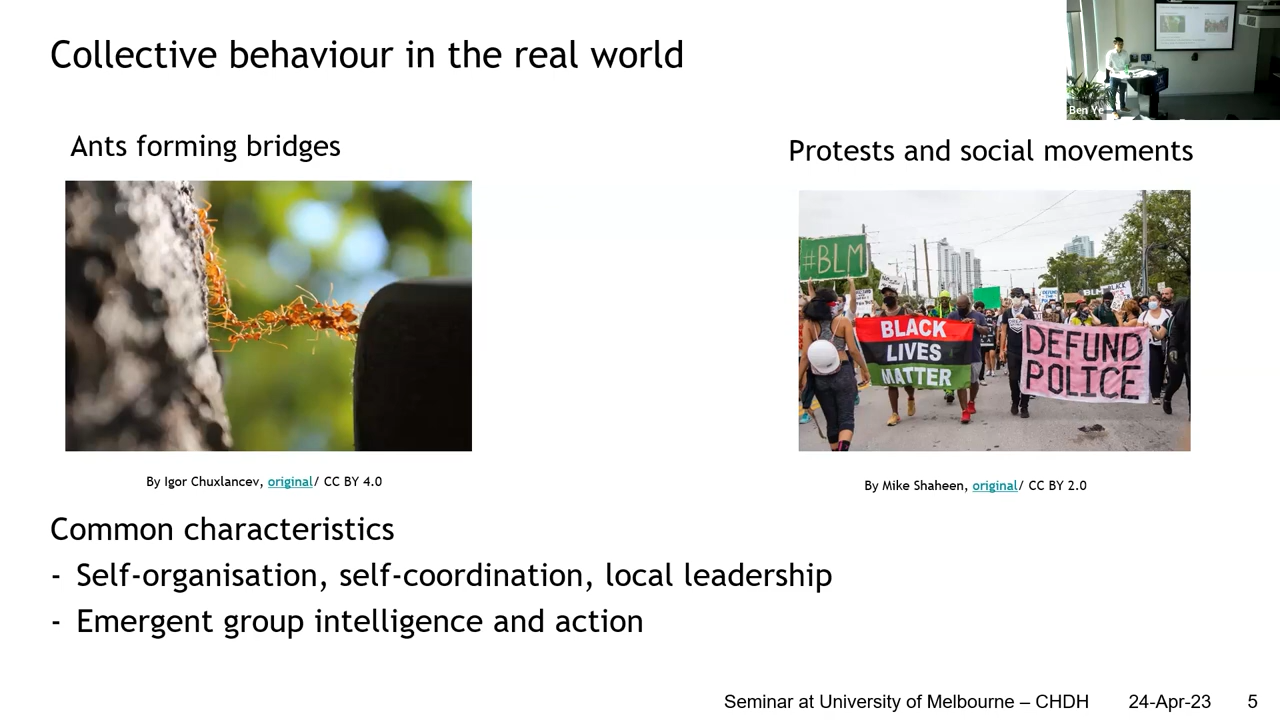 Collective behaviour in the real world
Ben Ye
Ants forming bridges
Protests and social movements
#BLM
BLACK
LIVES
MATTER
DEFUND
POLICE
By Igor Chuxlancev, original/ CC BY 4.0
By Mike Shaheen, original/ CC BY 2.0
Common characteristics
- Self-organisation, self-coordination, local leadership
- Emergent group intelligence and action
Seminar at University of Melbourne – CHDH
24-Apr-23
5